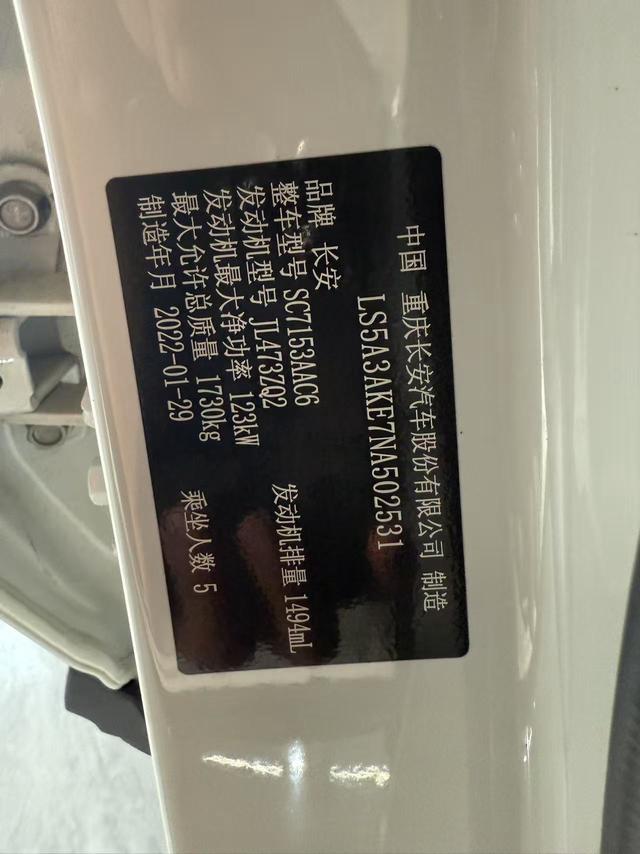 中国 重庆长安汽车股份有限公司 制造
LS5A3AKE7NA502531
品牌 长安
整车型号 SC7153AAC6 发动机排量 1494mL
发动机型号 JL473ZQ2
发动机最大净功率 123kW
最大允许总质量 1730kg 乘坐人数 5
制造年月 2022-01-29